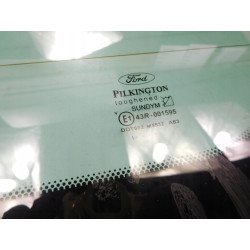 Ford
PILKINGTON
toughened
SUNDYM
E1 43R-001595